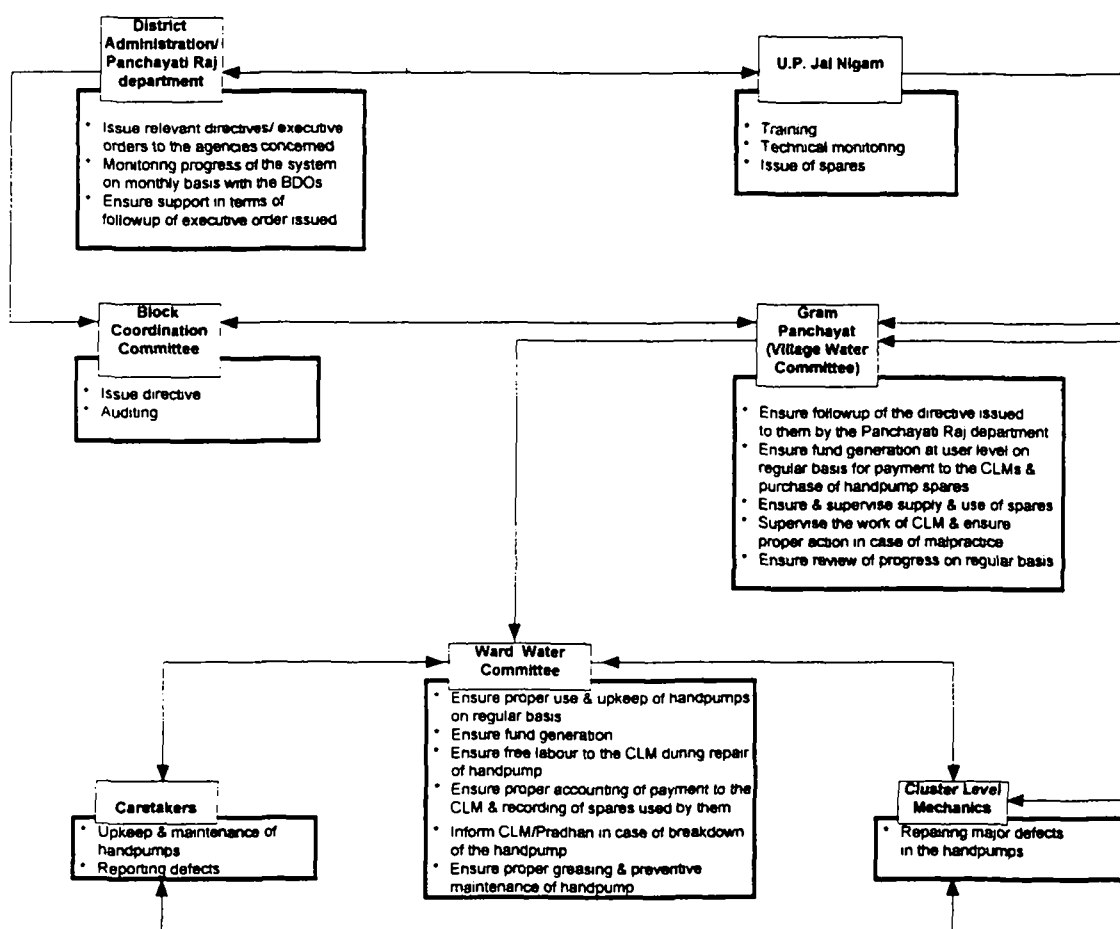 District
Administration/
Panchayati Raj
department
U.P. Jal Nigam
* Issue relevant directives/ executive
orders to the agencies concerned
* Monitoring progress of the system
on monthly basis with the BDOs
* Ensure support in terms of
followup of executive order issued
* Training
* Technical monitoring
* Issue of spares
Block
Coordination
Committee
* Issue directive
* Auditing
Gram
Panchayat
(Village Water
Committee)
* Ensure followup of the directive issued
to them by the Panchayati Raj department
* Ensure fund generation at user level on
regular basis for payment to the CLMs &
purchase of handpump spares
* Ensure & supervise supply & use of spares
* Supervise the work of CLM & ensure
proper action in case of malpractice
* Ensure review of progress on regular basis
Ward Water
Committee
* Ensure proper use & upkeep of handpumps
on regular basis
* Ensure fund generation
* Ensure free labour to the CLM during repair
of handpump
* Ensure proper accounting of payment to the
CLM & recording of spares used by them
* Inform CLM/Pradhan in case of breakdown
of the handpump
* Ensure proper greasing & preventive
maintenance of handpump
Caretakers
* Upkeep & maintenance of
handpumps
* Reporting defects
Cluster Level
Mechanics
* Repairing major defects
in the handpumps